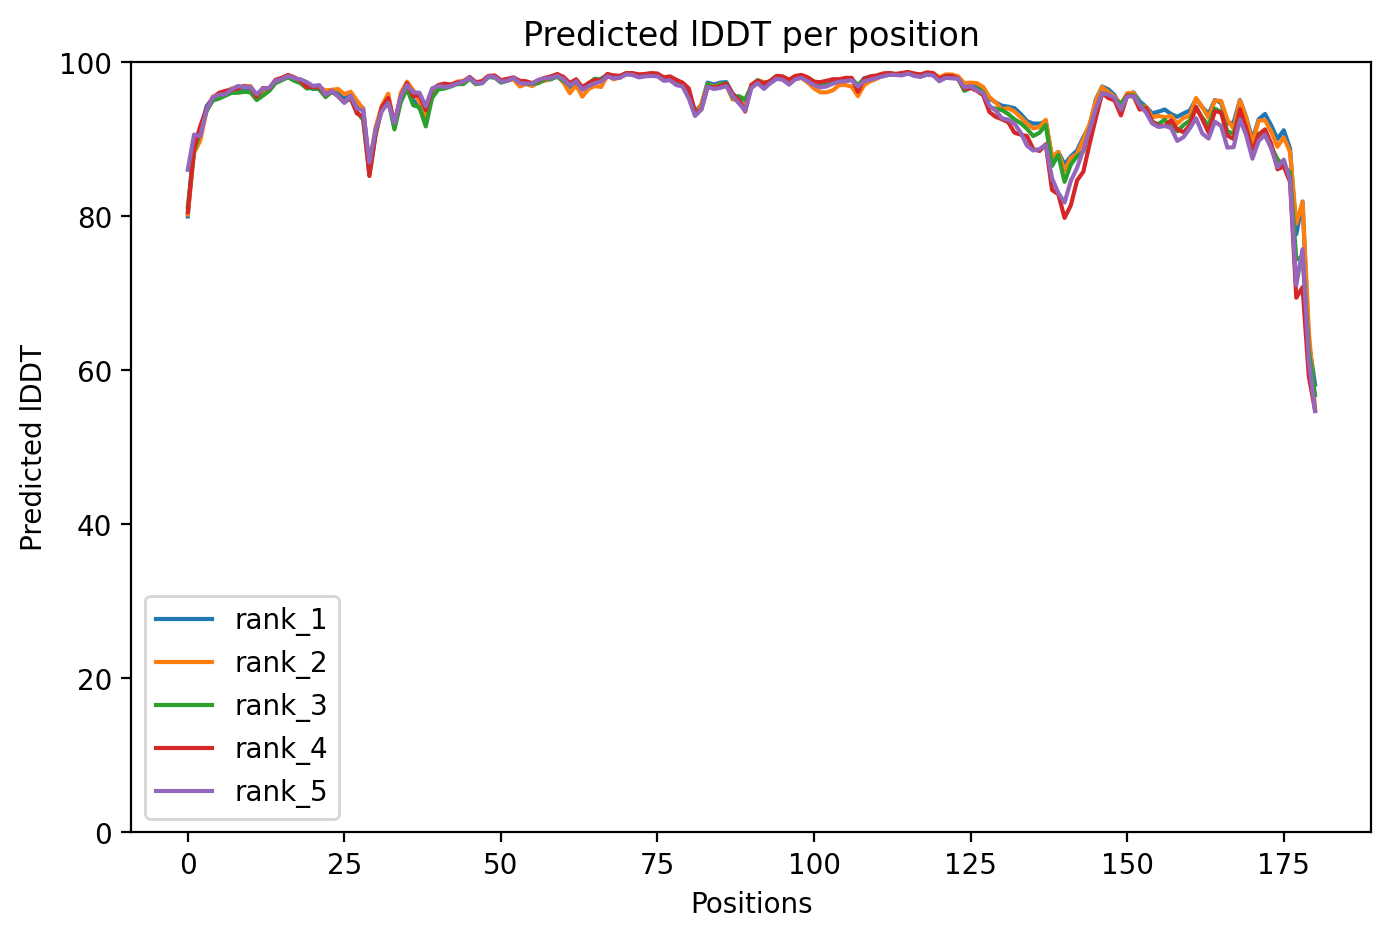 Predicted lDDT per position
100
80
60
40
20
0
Predicted lDDT
rank_1
rank_2
rank_3
rank_4
rank_5
0 25 50 75 100 125 150 175
Positions